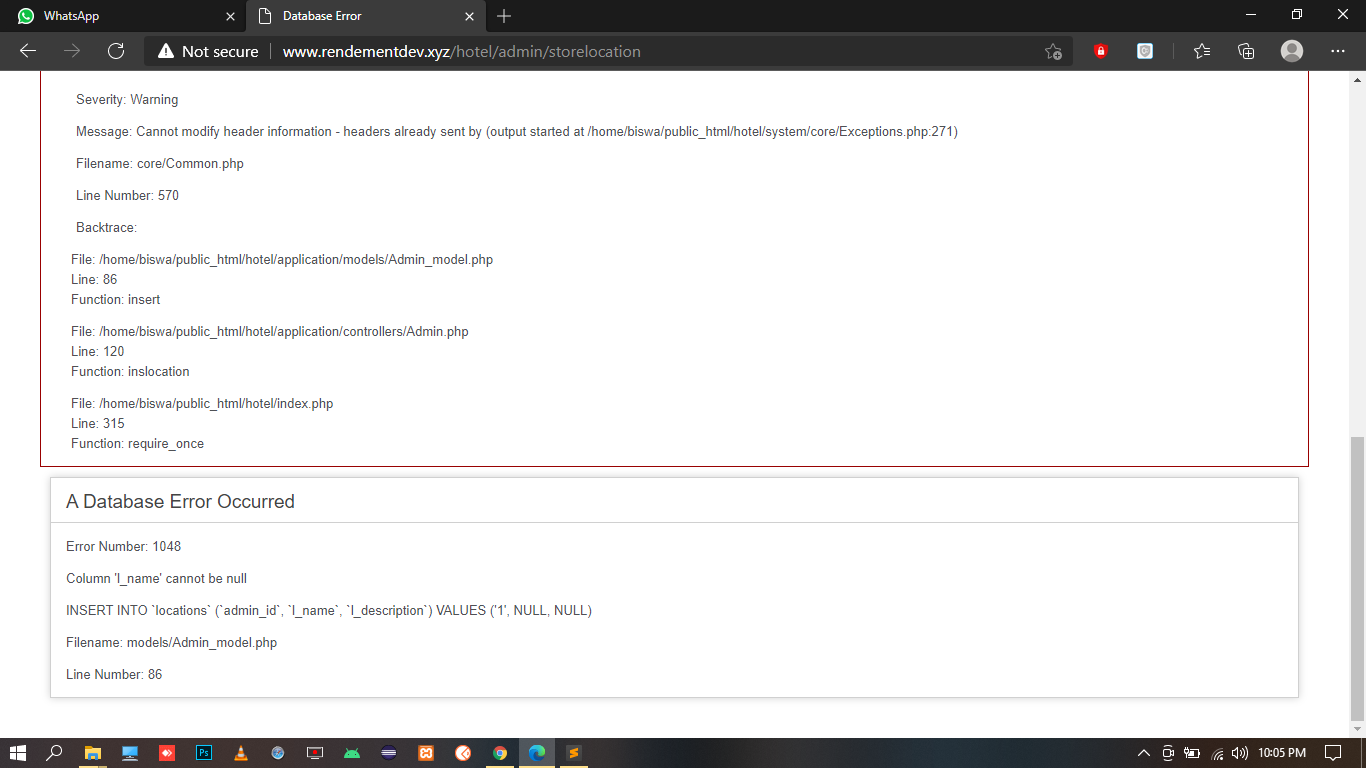 WhatsApp
Database Error
Not secure
www.rendementdev.xyz/hotel/admin/storelocation
Severity: Warning
Message: Cannot modify header information - headers already sent by (output started at /home/biswa/public_html/hotel/system/core/Exceptions.php:271)
Filename: core/Common.php
Line Number: 570
Backtrace:
File: /home/biswa/public_html/hotel/application/models/Admin_model.php
Line: 86
Function: insert
File: /home/biswa/public_html/hotel/application/controllers/Admin.php
Line: 120
Function: inslocation
File: /home/biswa/public_html/hotel/index.php
Line: 315
Function: require_once
A Database Error Occurred
Error Number: 1048
Column 'l_name' cannot be null
INSERT INTO `locations` (`admin_id`, `l_name`, `l_description`) VALUES ('1', NULL, NULL)
Filename: models/Admin_model.php
Line Number: 86
Ps
10:05 PM